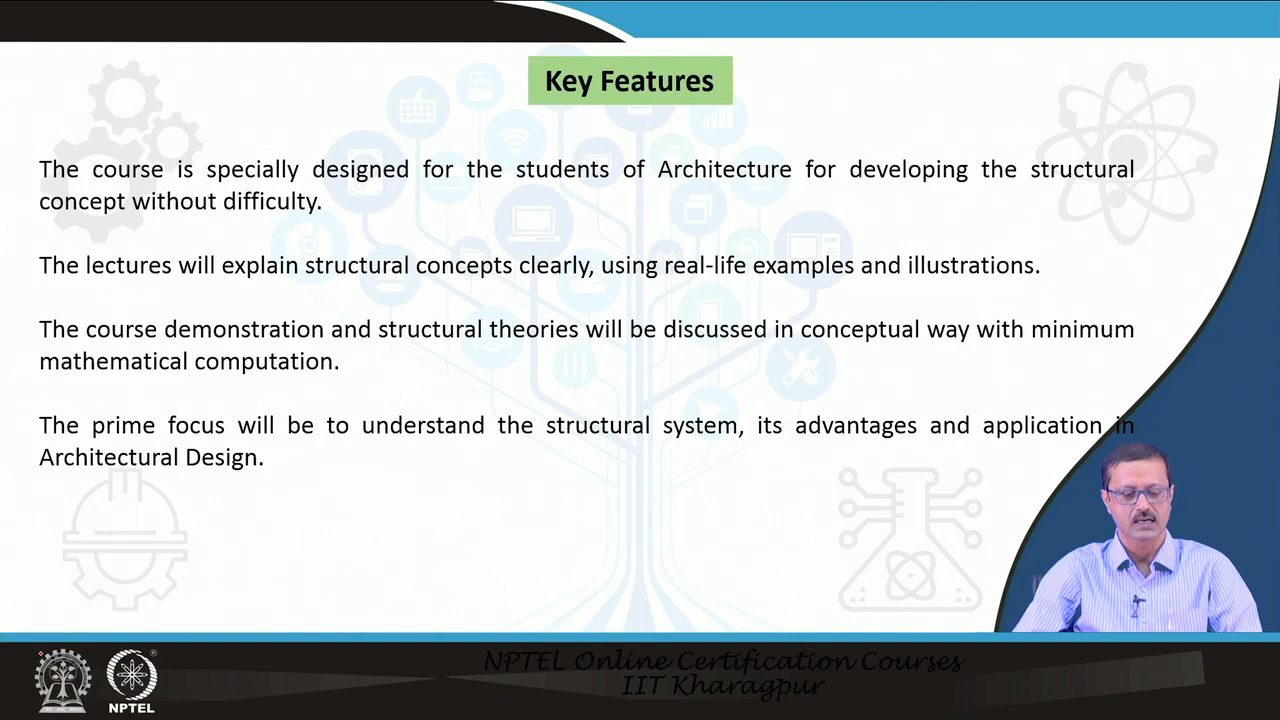 Key Features
The course is specially designed for the students of Architecture for developing the structural
concept without difficulty.
The lectures will explain structural concepts clearly, using real-life examples and illustrations.
The course demonstration and structural theories will be discussed in conceptual way with minimum
mathematical computation.
The prime focus will be to understand the structural system, its advantages and application in
Architectural Design.
NPTEL Online Certification Courses
IIT Kharagpur
NPTEL